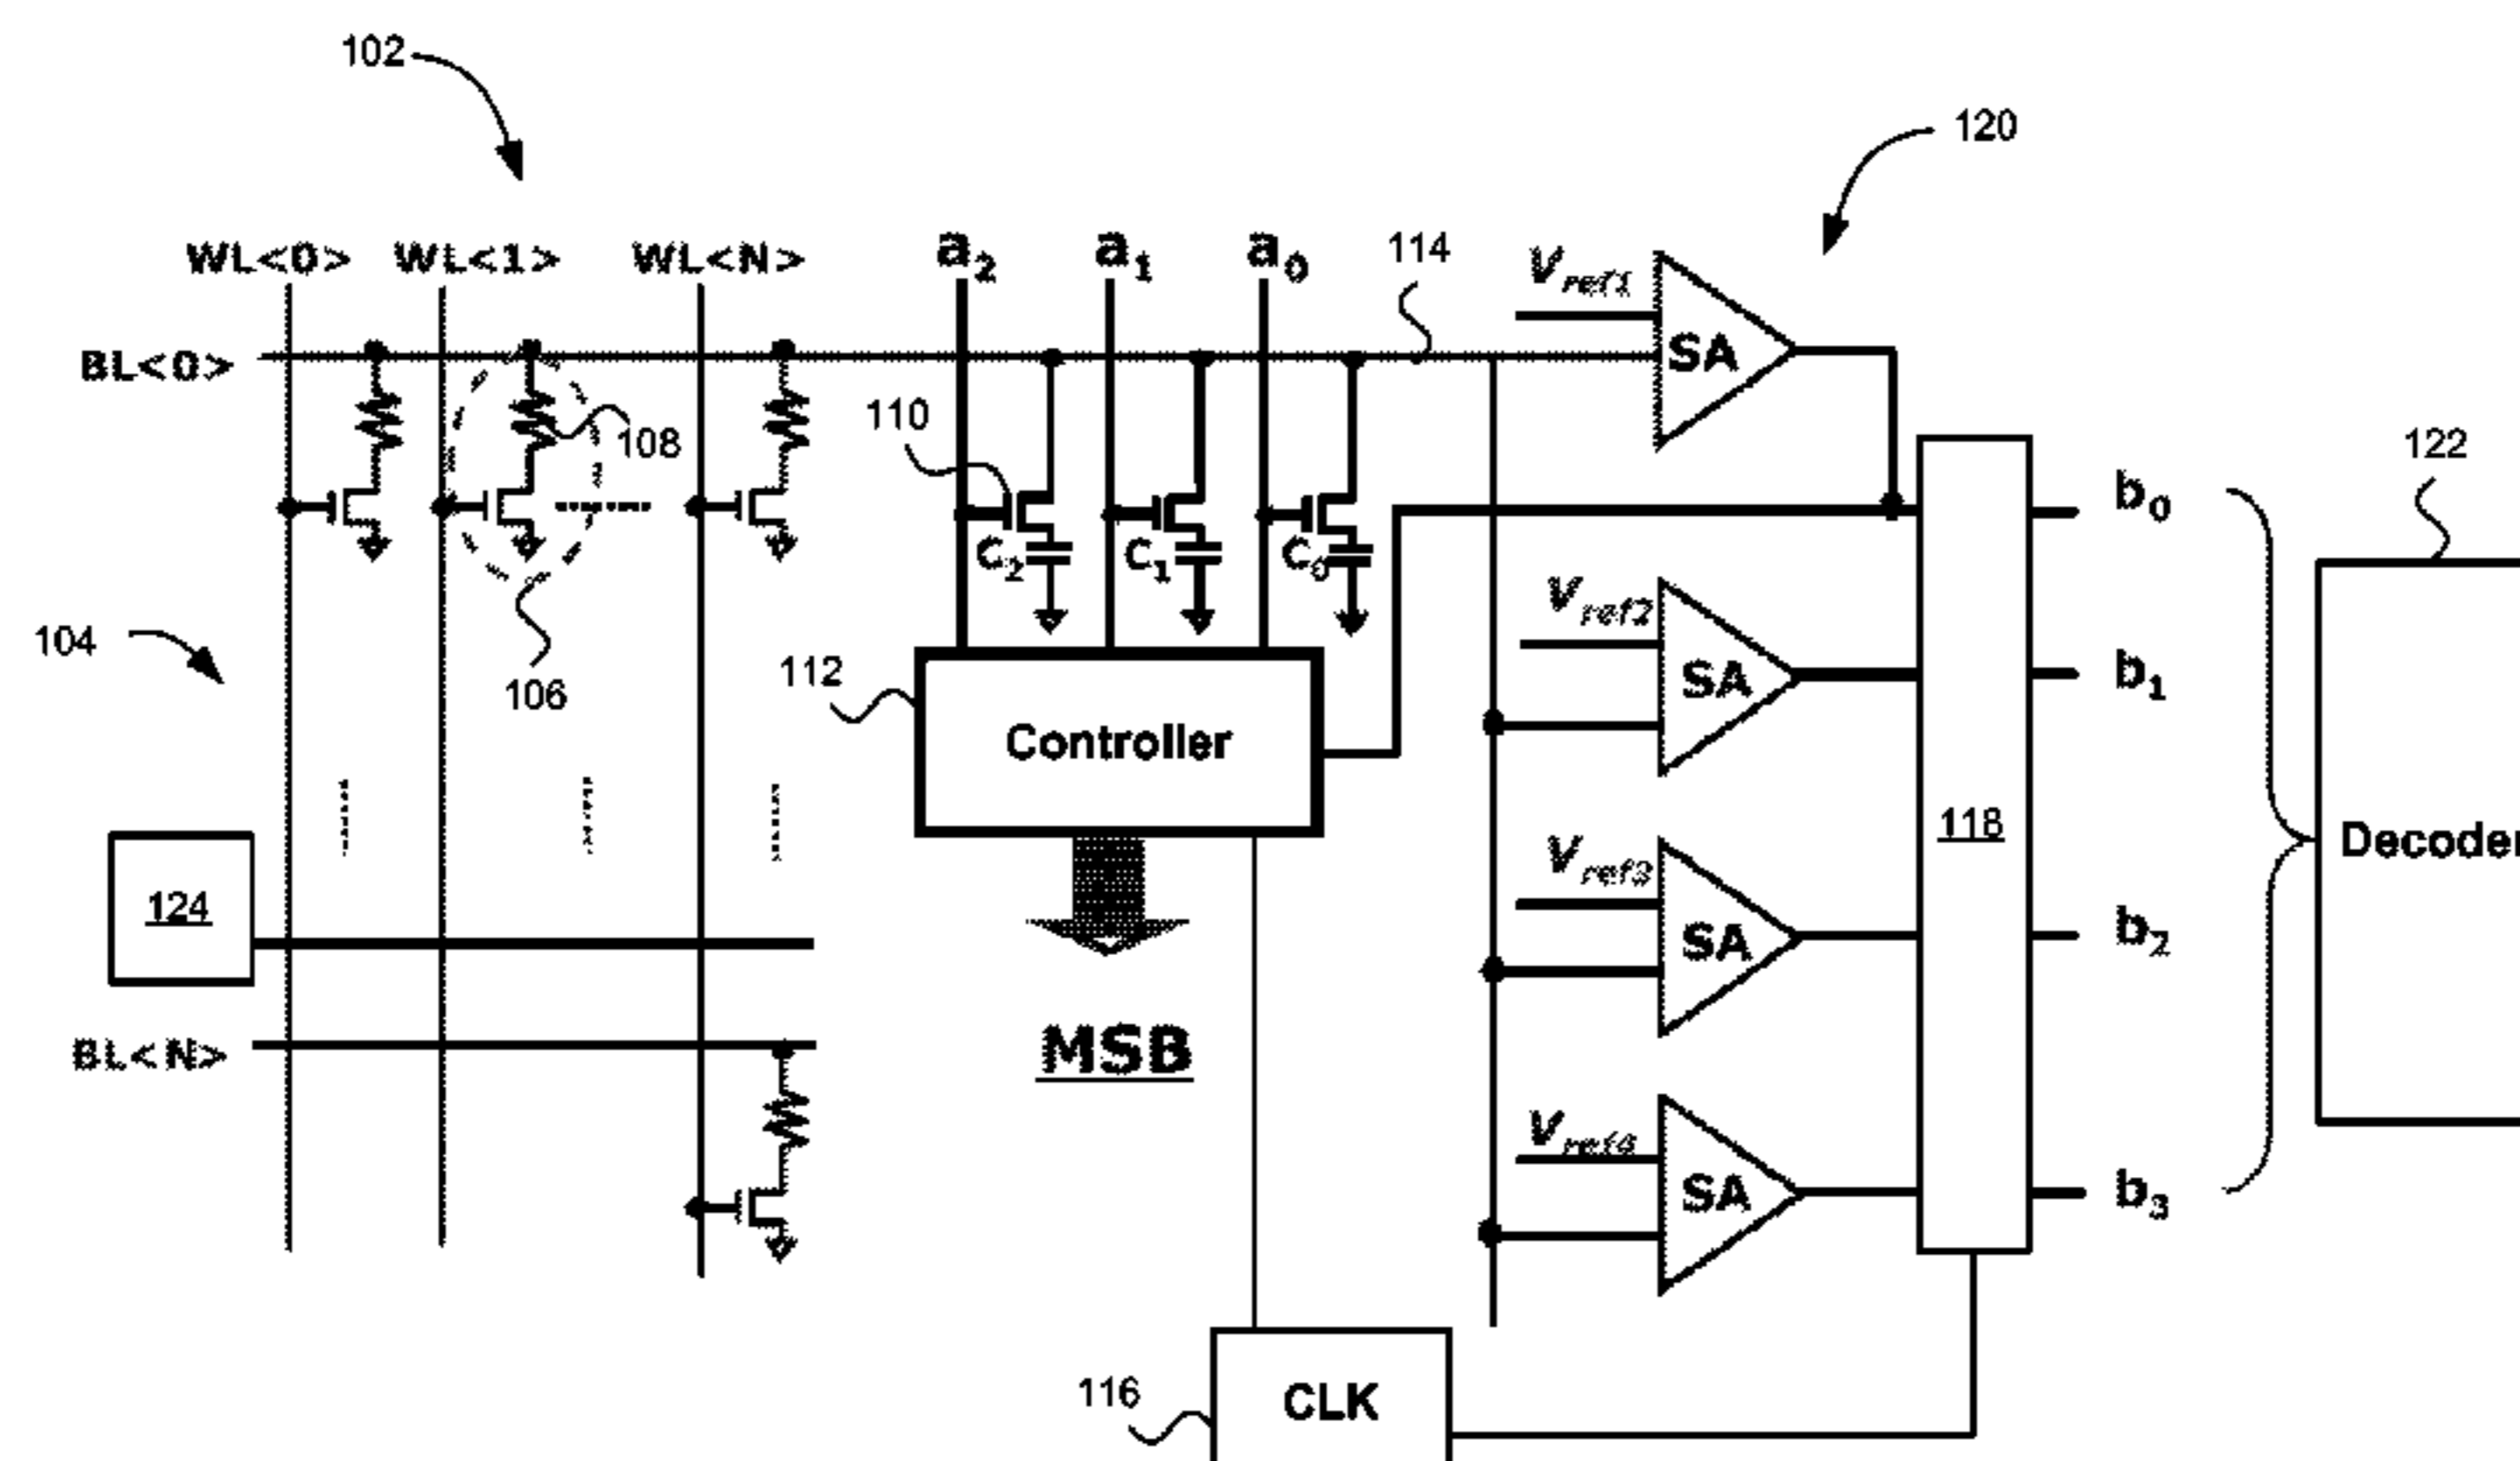 102
120
WL<0> WL<1> WL<N> a2 a1 a0 114 Vref1
BL<0> SA
110
108 122
b0
C2 C1 C0
Vref2
104 SA b1
106 112
Controller
118
Decoder
Vref3
124 SA b2
MSB
BL<N>
Vref4
SA b3
116 CLK